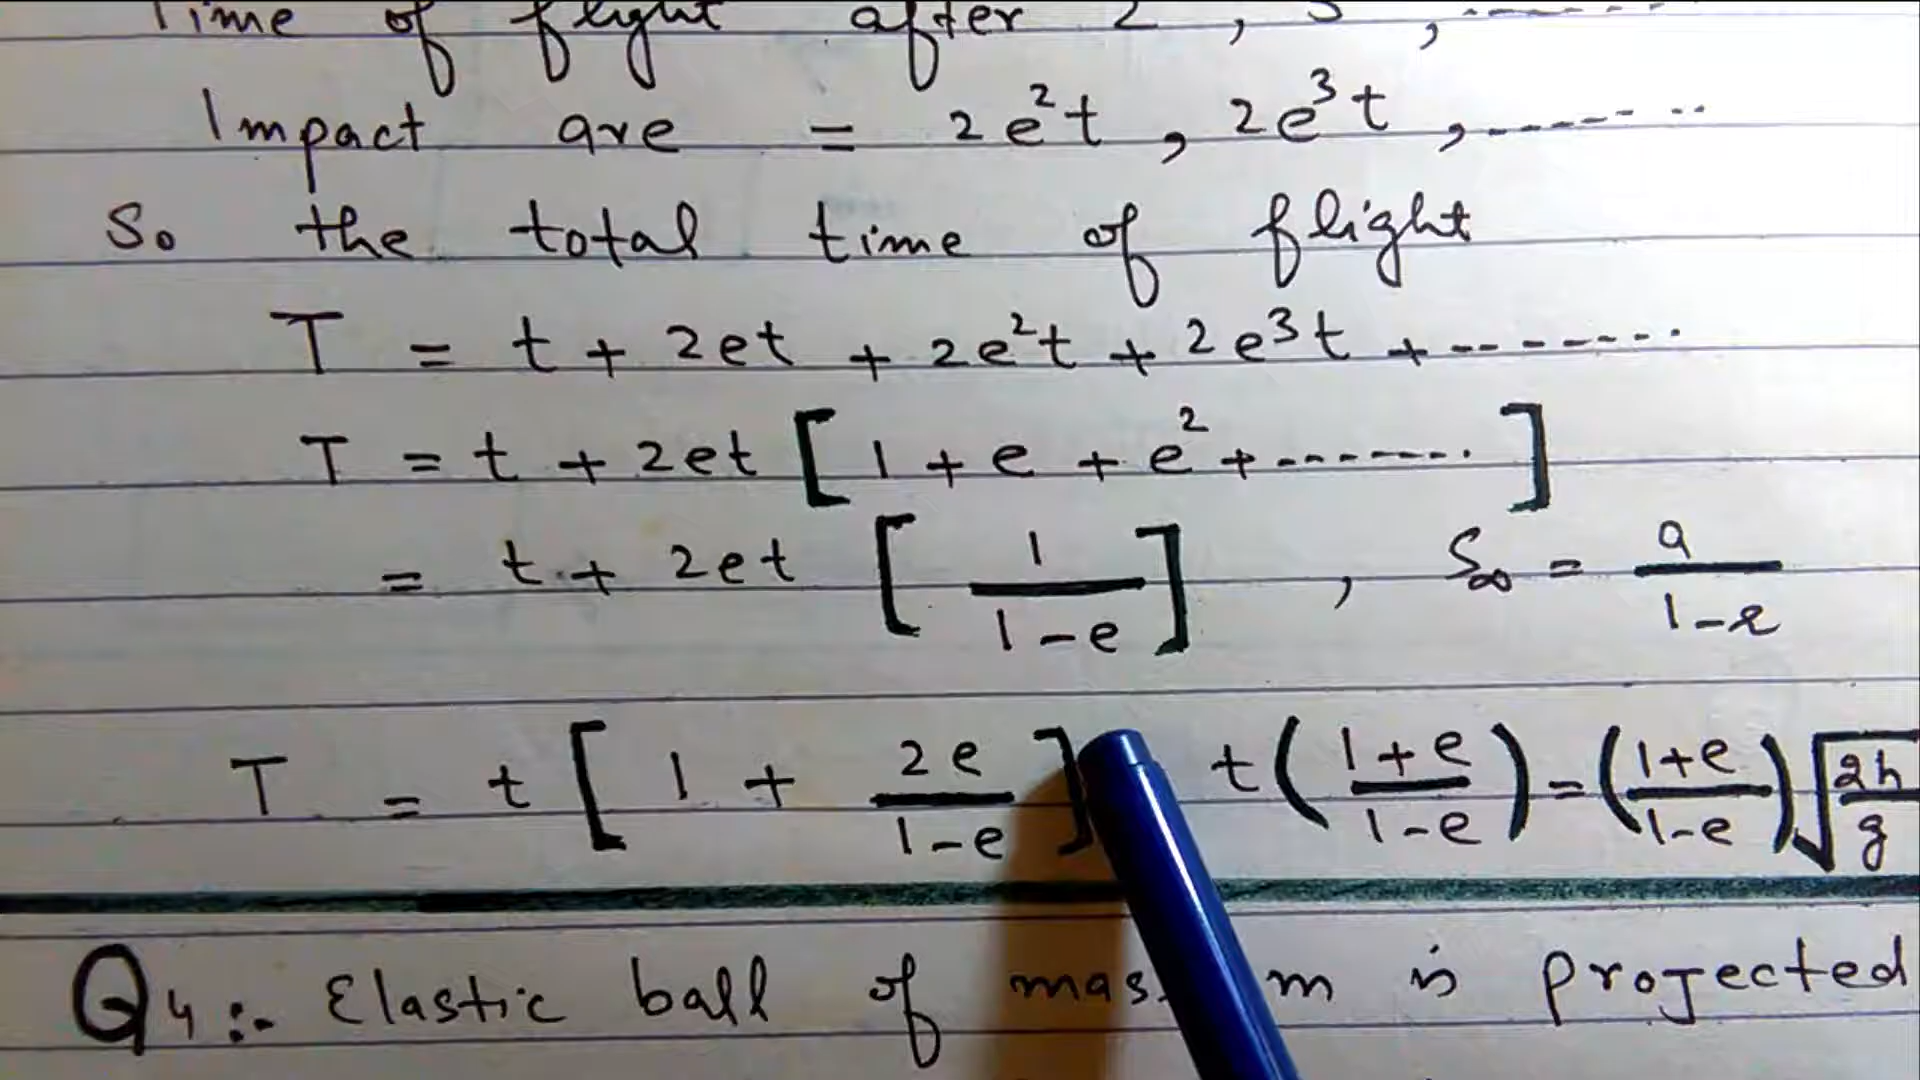 Time of flight after 2, 3, ........
Impact are = 2e²t, 2e³t, ........
So the total time of flight
T = t + 2et + 2e²t + 2e³t + ........
T = t + 2et [1 + e + e² + ........]
= t + 2et [1/(1-e)], S∞ = a/(1-r)
T = t [1 + 2e/(1-e)] t((1+e)/(1-e)) = ((1+e)/(1-e))√(2h/g)
Q4:- Elastic ball of mass m is projected